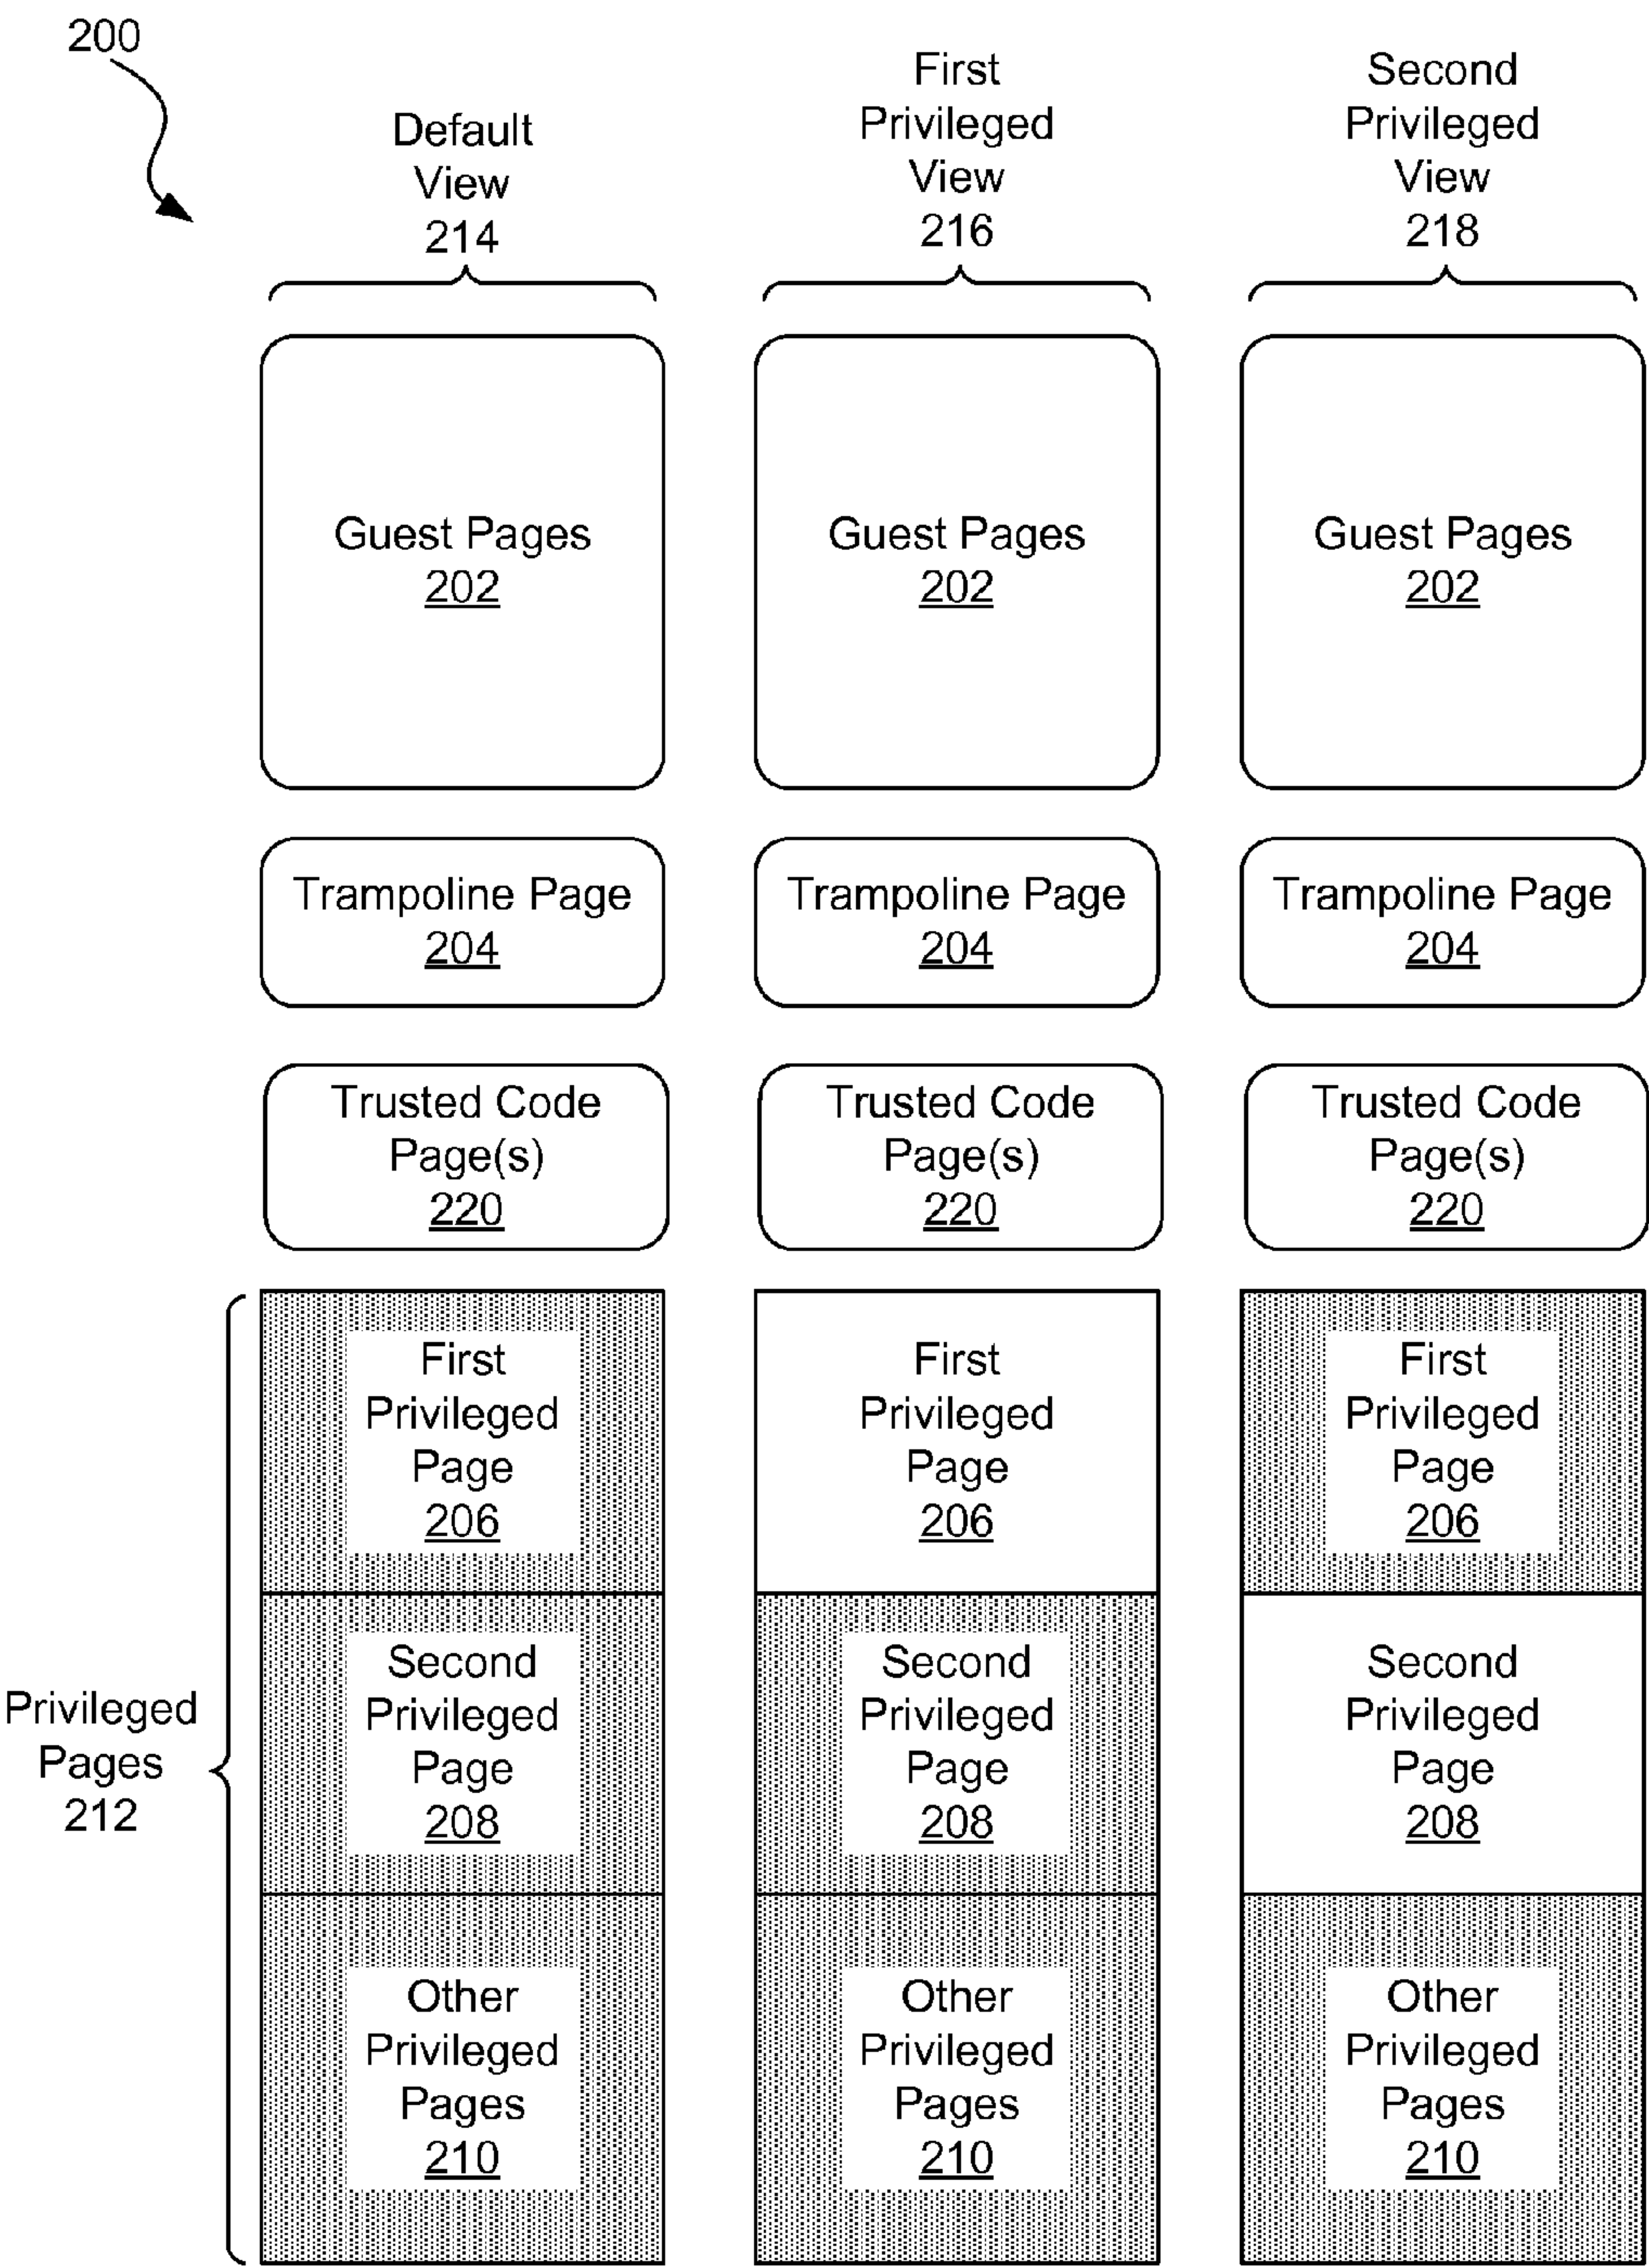 200
Default
View
214
First
Privileged
View
216
Second
Privileged
View
218
Guest Pages
202
Guest Pages
202
Guest Pages
202
Trampoline Page
204
Trampoline Page
204
Trampoline Page
204
Trusted Code
Page(s)
220
Trusted Code
Page(s)
220
Trusted Code
Page(s)
220
Privileged
Pages
212
First
Privileged
Page
206
First
Privileged
Page
206
First
Privileged
Page
206
Second
Privileged
Page
208
Second
Privileged
Page
208
Second
Privileged
Page
208
Other
Privileged
Pages
210
Other
Privileged
Pages
210
Other
Privileged
Pages
210